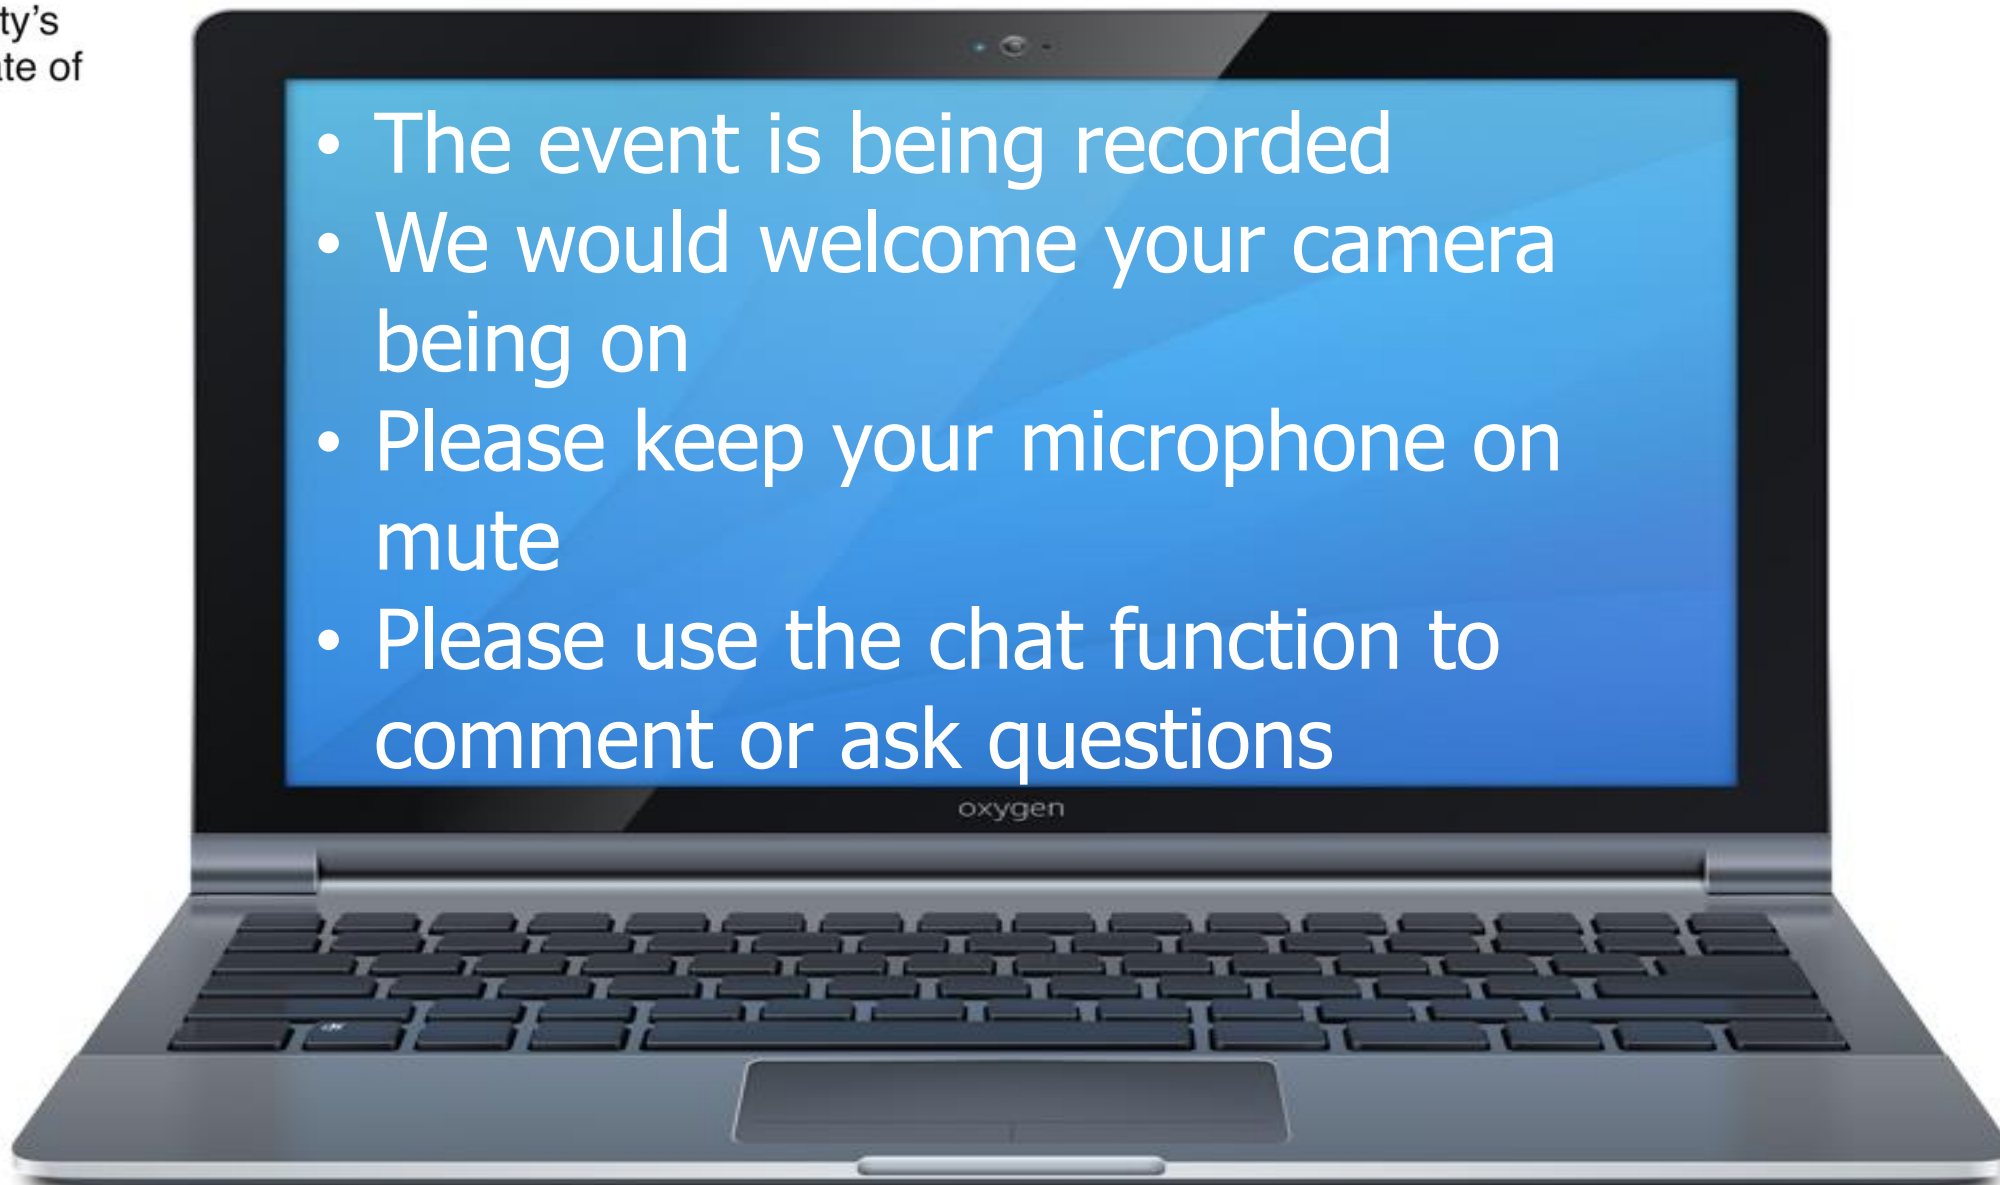 ty's
ate of
• The event is being recorded
• We would welcome your camera
being on
• Please keep your microphone on
mute
• Please use the chat function to
comment or ask questions
oxygen